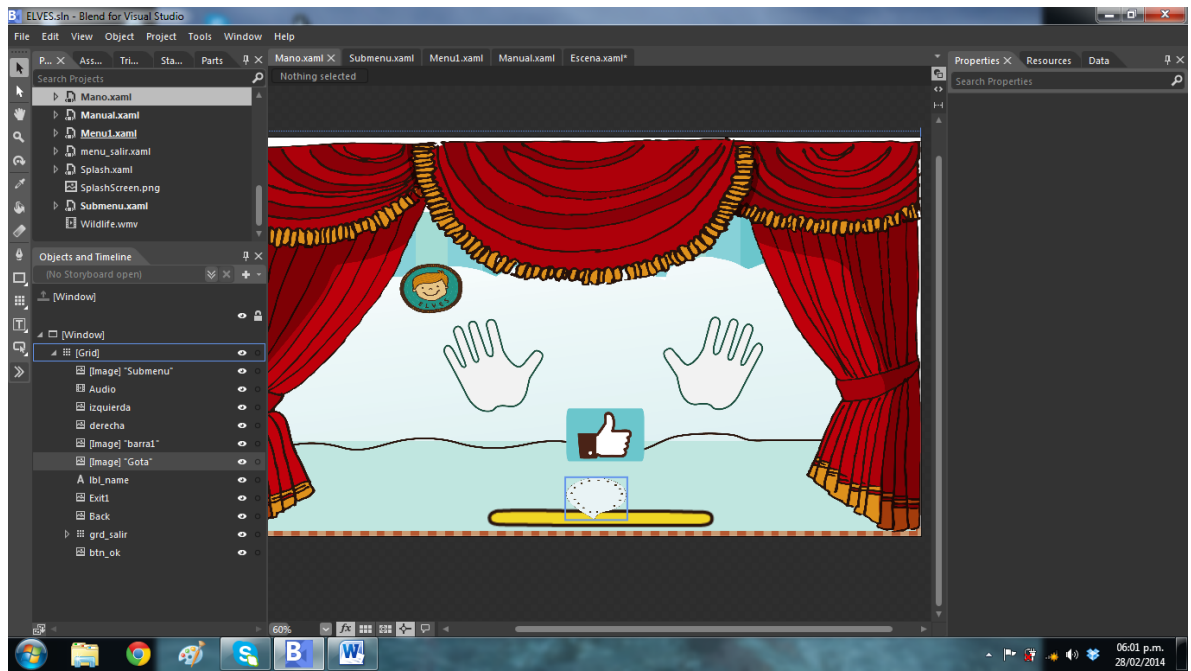 ELVES.sln - Blend for Visual Studio
File Edit View Object Project Tools Window Help
P... Ass... Tri... Sta... Parts
Mano.xaml Submenu.xaml Menu1.xaml Manual.xaml Escena.xaml*
Properties Resources Data
Search Projects
Nothing selected
Search Properties
Mano.xaml
Manual.xaml
Menu1.xaml
menu_salir.xaml
Splash.xaml
SplashScreen.png
Submenu.xaml
Wildlife.wmv
Objects and Timeline
(No Storyboard open)
[Window]
[Window]
[Grid]
[Image] "Submenu"
Audio
izquierda
derecha
[Image] "barra1"
[Image] "Gota"
lbl_name
Exit1
Back
grd_salir
btn_ok
ELVES
60%
fx
06:01 p.m.
28/02/2014